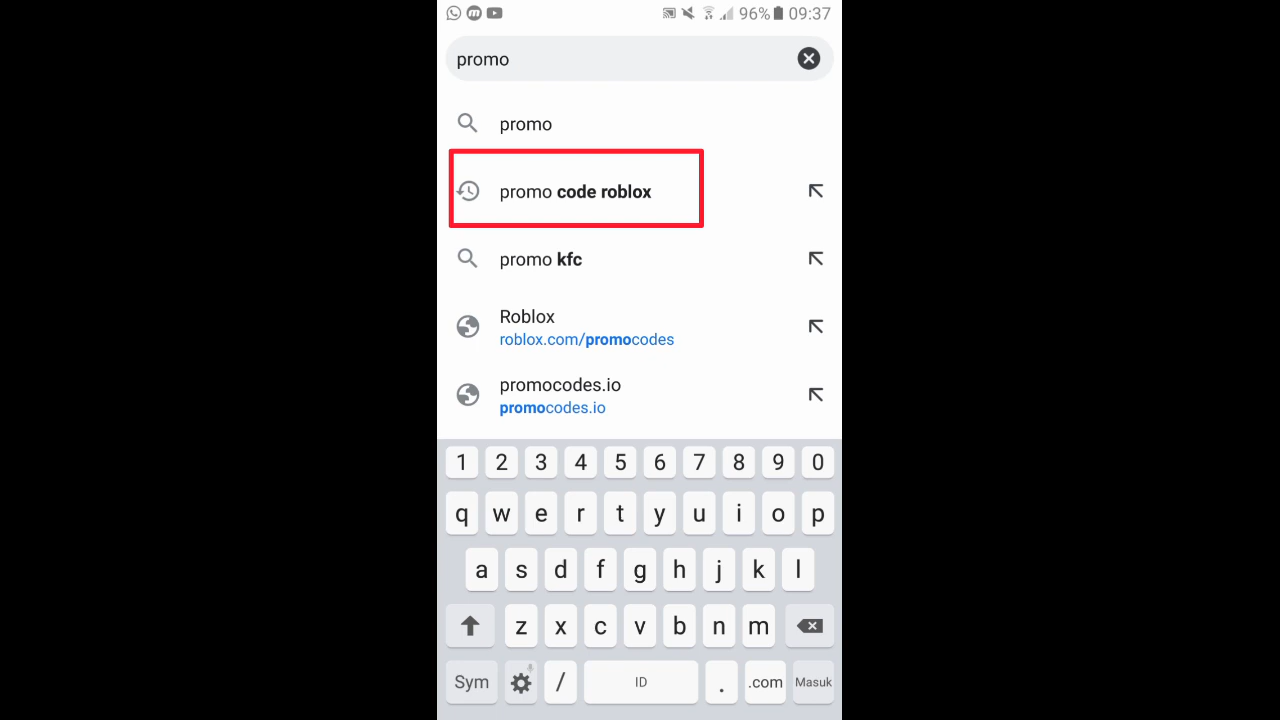 96% 09:37
promo
promo
promo code roblox
promo kfc
Roblox
roblox.com/promocodes
promocodes.io
promocodes.io
1 2 3 4 5 6 7 8 9 0
q w e r t y u i o p
a s d f g h j k l
z x c v b n m
Sym / ID . .com Masuk